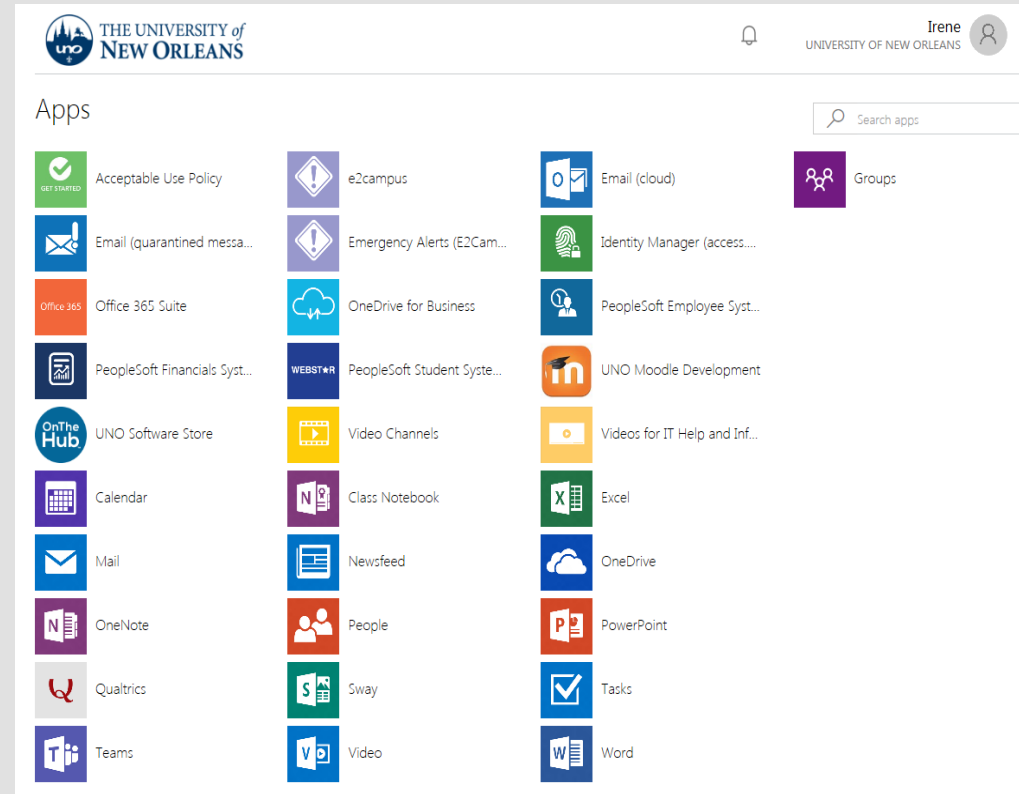 THE UNIVERSITY of
NEW ORLEANS
uno
Irene
UNIVERSITY OF NEW ORLEANS
Apps
Search apps
GET STARTED
Acceptable Use Policy
e2campus
Email (cloud)
Groups
Email (quarantined messa...
Emergency Alerts (E2Cam...
Identity Manager (access....
Office 365
Office 365 Suite
OneDrive for Business
PeopleSoft Employee Syst...
PeopleSoft Financials Syst...
WEBST★R
PeopleSoft Student Syste...
m
UNO Moodle Development
OnThe
Hub
UNO Software Store
Video Channels
Videos for IT Help and Inf...
Calendar
N
Class Notebook
X
Excel
Mail
Newsfeed
OneDrive
N
OneNote
People
P
PowerPoint
Q
Qualtrics
S
Sway
Tasks
T
Teams
V
Video
W
Word